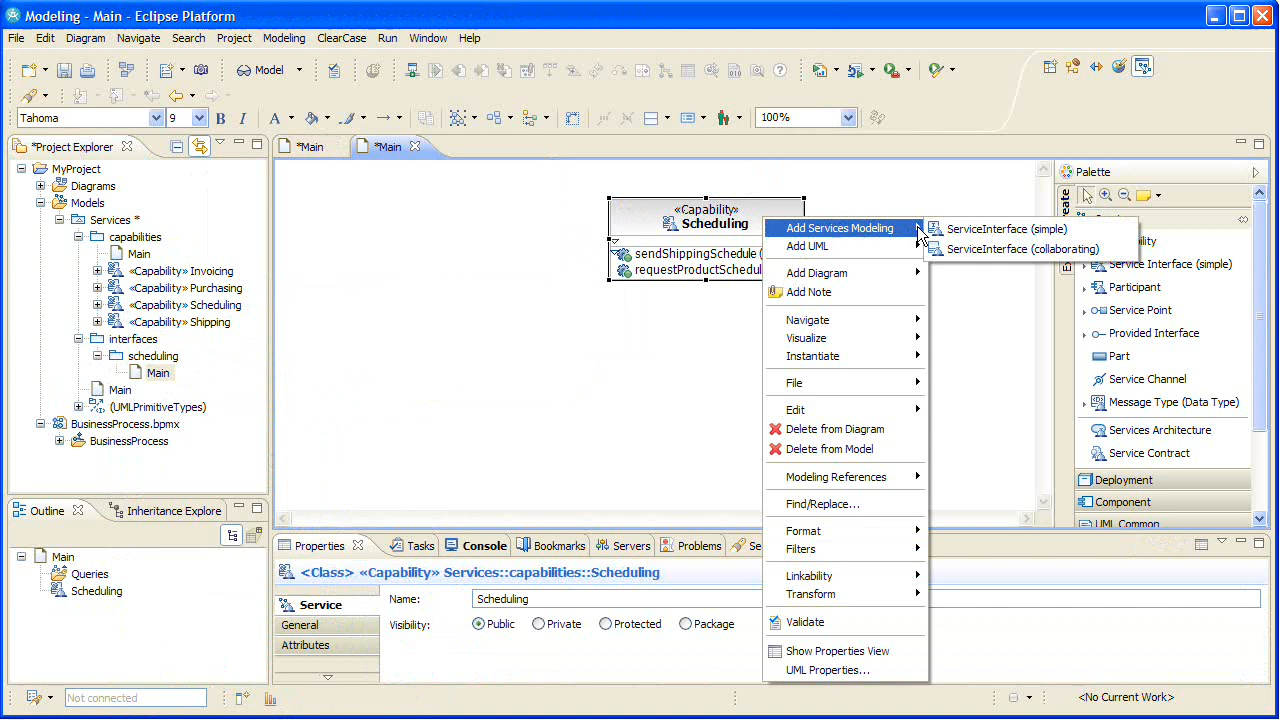 Modeling - Main - Eclipse Platform
File Edit Diagram Navigate Search Project Modeling ClearCase Run Window Help
Model
Tahoma 9 B I A 100%
*Project Explorer
MyProject
Diagrams
Models
Services *
capabilities
Main
«Capability» Invoicing
«Capability» Purchasing
«Capability» Scheduling
«Capability» Shipping
interfaces
scheduling
Main
Main
(UMLPrimitiveTypes)
BusinessProcess.bpmx
BusinessProcess
Outline Inheritance Explore
Main
Queries
Scheduling
*Main *Main
«Capability»
Scheduling
sendShippingSchedule (
requestProductSchedul
Add Services Modeling
Add UML
Add Diagram
Add Note
Navigate
Visualize
Instantiate
File
Edit
Delete from Diagram
Delete from Model
Modeling References
Find/Replace...
Format
Filters
Linkability
Transform
Validate
Show Properties View
UML Properties...
ServiceInterface (simple)
ServiceInterface (collaborating)
Palette
Service Interface (simple)
Participant
Service Point
Provided Interface
Part
Service Channel
Message Type (Data Type)
Services Architecture
Service Contract
Deployment
Component
UML Common
Properties Tasks Console Bookmarks Servers Problems Se
<Class> «Capability» Services::capabilities::Scheduling
Service
General
Attributes
Name: Scheduling
Visibility: Public Private Protected Package
Not connected
<No Current Work>